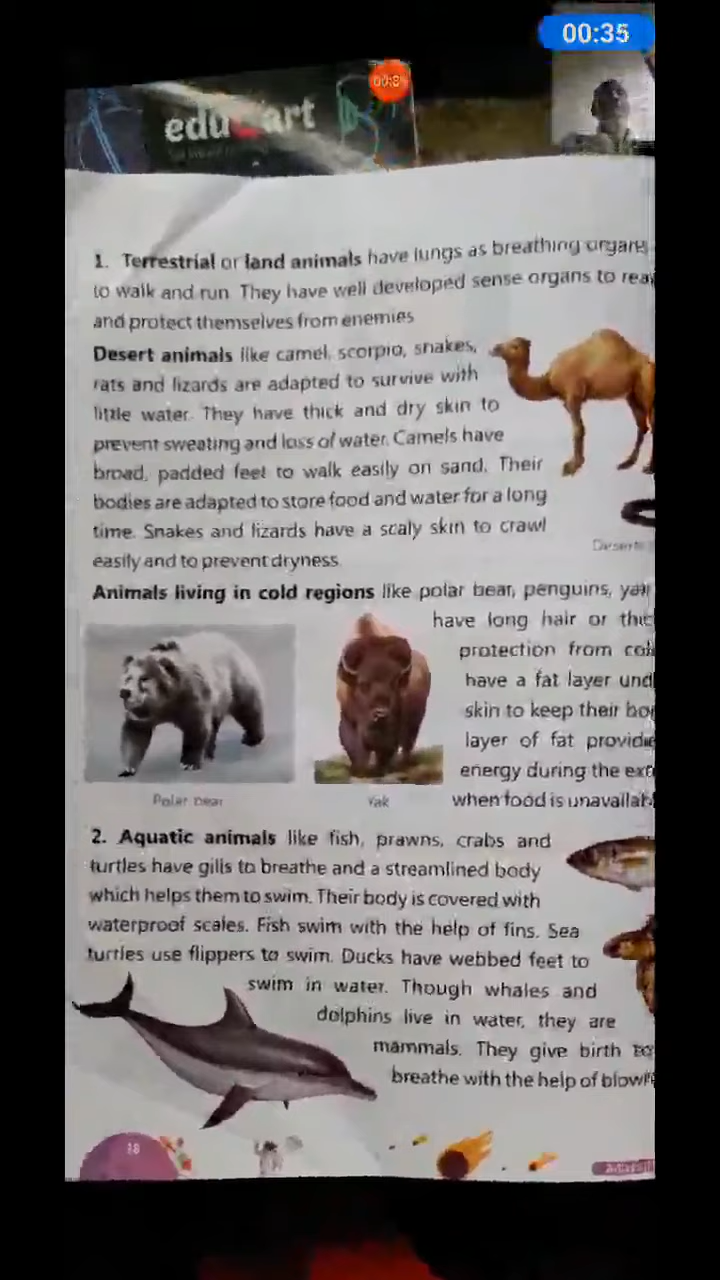 00:35
educart
1. Terrestrial or land animals have lungs as breathing organs
to walk and run. They have well developed sense organs to
and protect themselves from enemies
Desert animals like camel, scorpio, snakes,
rats and lizards are adapted to survive with
little water. They have thick and dry skin to
prevent sweating and loss of water. Camels have
broad, padded feet to walk easily on sand. Their
bodies are adapted to store food and water for a long
time. Snakes and lizards have a scaly skin to crawl
easily and to prevent dryness.
Animals living in cold regions like polar bear, penguins, yak
have long hair or
protection from
have a fat layer
skin to keep their
layer of fat
energy during the
when food is
Polar bear
Yak
2. Aquatic animals like fish, prawns, crabs and
turtles have gills to breathe and a streamlined body
which helps them to swim. Their body is covered with
waterproof scales. Fish swim with the help of fins. Sea
turtles use flippers to swim. Ducks have webbed feet to
swim in water. Though whales and
dolphins live in water, they are
mammals. They give birth to
breathe with the help of
18